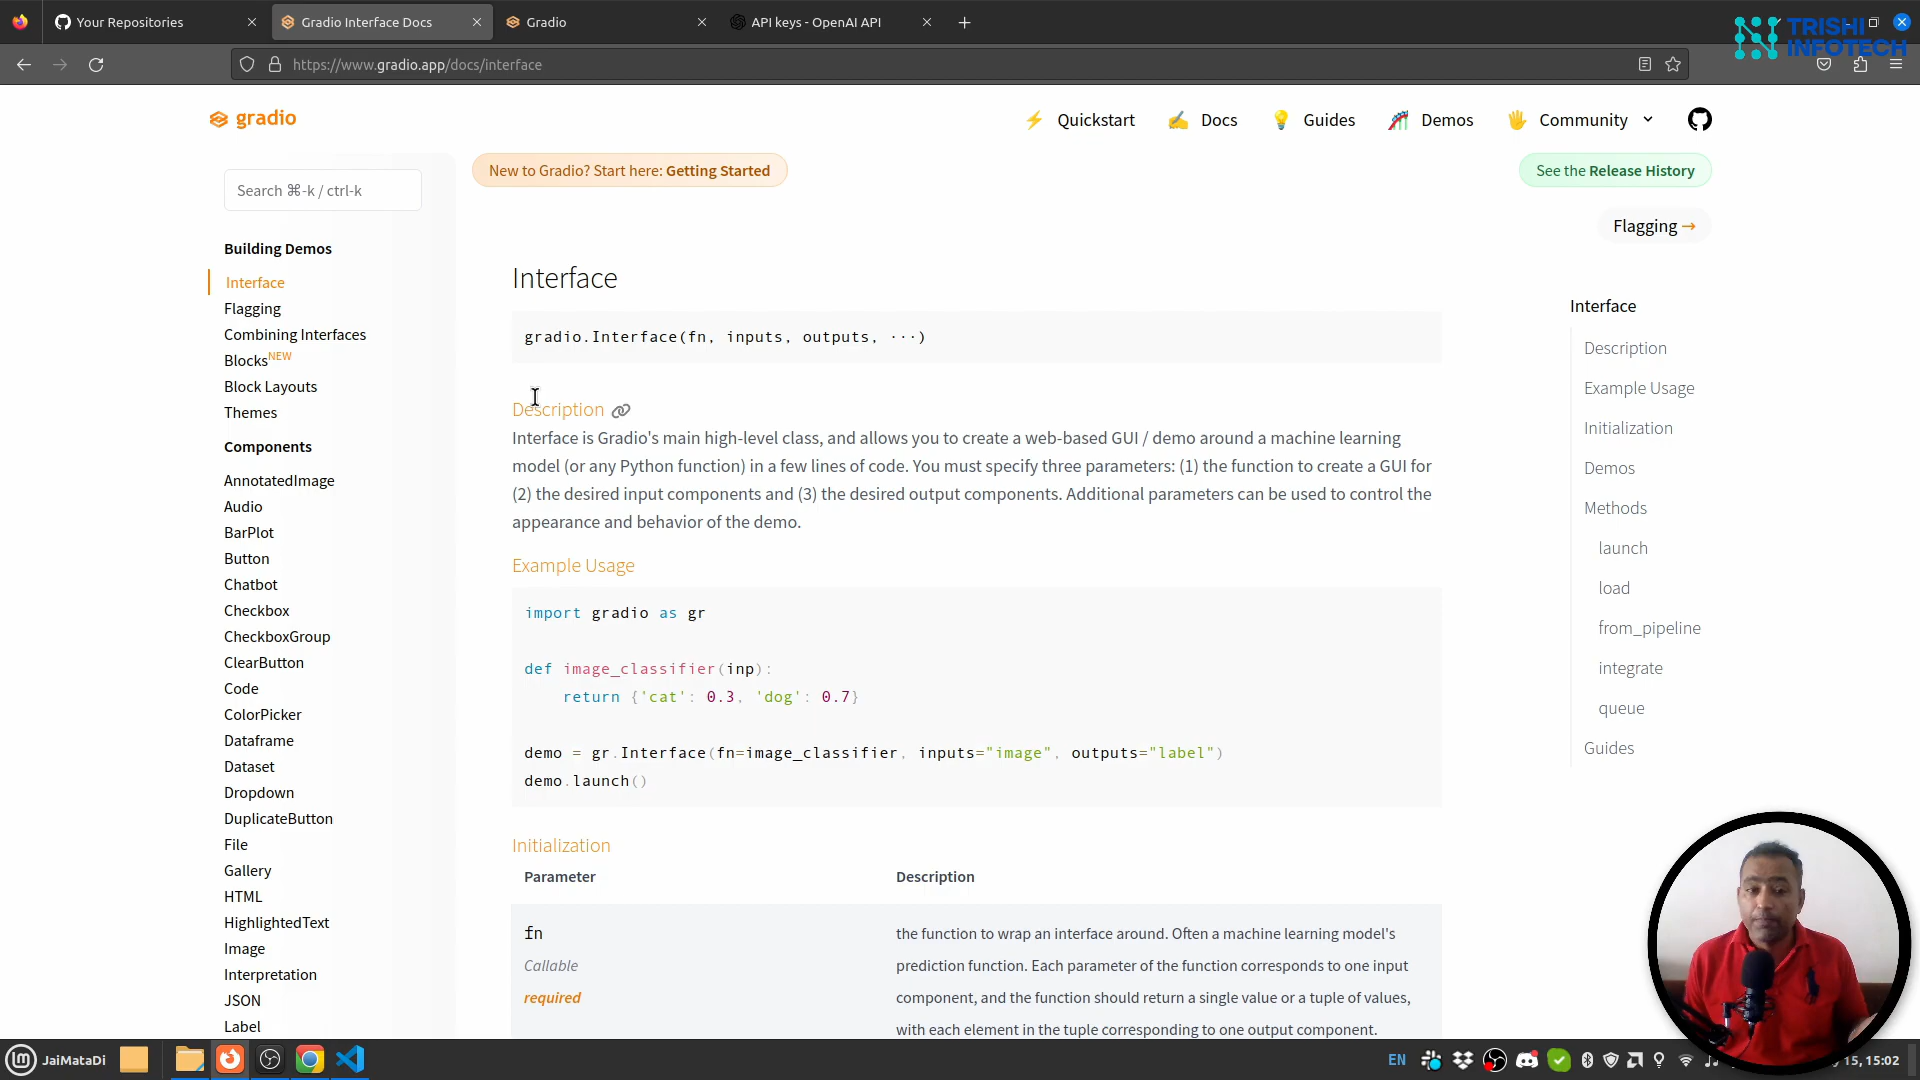 Your Repositories
Gradio Interface Docs
Gradio
API keys - OpenAI API
TRISHI
INFOTECH
https://www.gradio.app/docs/interface
gradio
⚡ Quickstart
✍️ Docs
💡 Guides
🎢 Demos
🖐 Community
Search ⌘-k / ctrl-k
New to Gradio? Start here: Getting Started
See the Release History
Flagging →
Building Demos
Interface
Flagging
Combining Interfaces
Blocks NEW
Block Layouts
Themes
Components
AnnotatedImage
Audio
BarPlot
Button
Chatbot
Checkbox
CheckboxGroup
ClearButton
Code
ColorPicker
Dataframe
Dataset
Dropdown
DuplicateButton
File
Gallery
HTML
HighlightedText
Image
Interpretation
JSON
Label
Interface
gradio.Interface(fn, inputs, outputs, ···)
Description
Interface is Gradio's main high-level class, and allows you to create a web-based GUI / demo around a machine learning
model (or any Python function) in a few lines of code. You must specify three parameters: (1) the function to create a GUI for
(2) the desired input components and (3) the desired output components. Additional parameters can be used to control the
appearance and behavior of the demo.
Example Usage
import gradio as gr
def image_classifier(inp):
return {'cat': 0.3, 'dog': 0.7}
demo = gr.Interface(fn=image_classifier, inputs="image", outputs="label")
demo.launch()
Initialization
Parameter
Description
fn
Callable
required
the function to wrap an interface around. Often a machine learning model's
prediction function. Each parameter of the function corresponds to one input
component, and the function should return a single value or a tuple of values,
with each element in the tuple corresponding to one output component.
Interface
Description
Example Usage
Initialization
Demos
Methods
launch
load
from_pipeline
integrate
queue
Guides
JaiMataDi
EN
15, 15:02